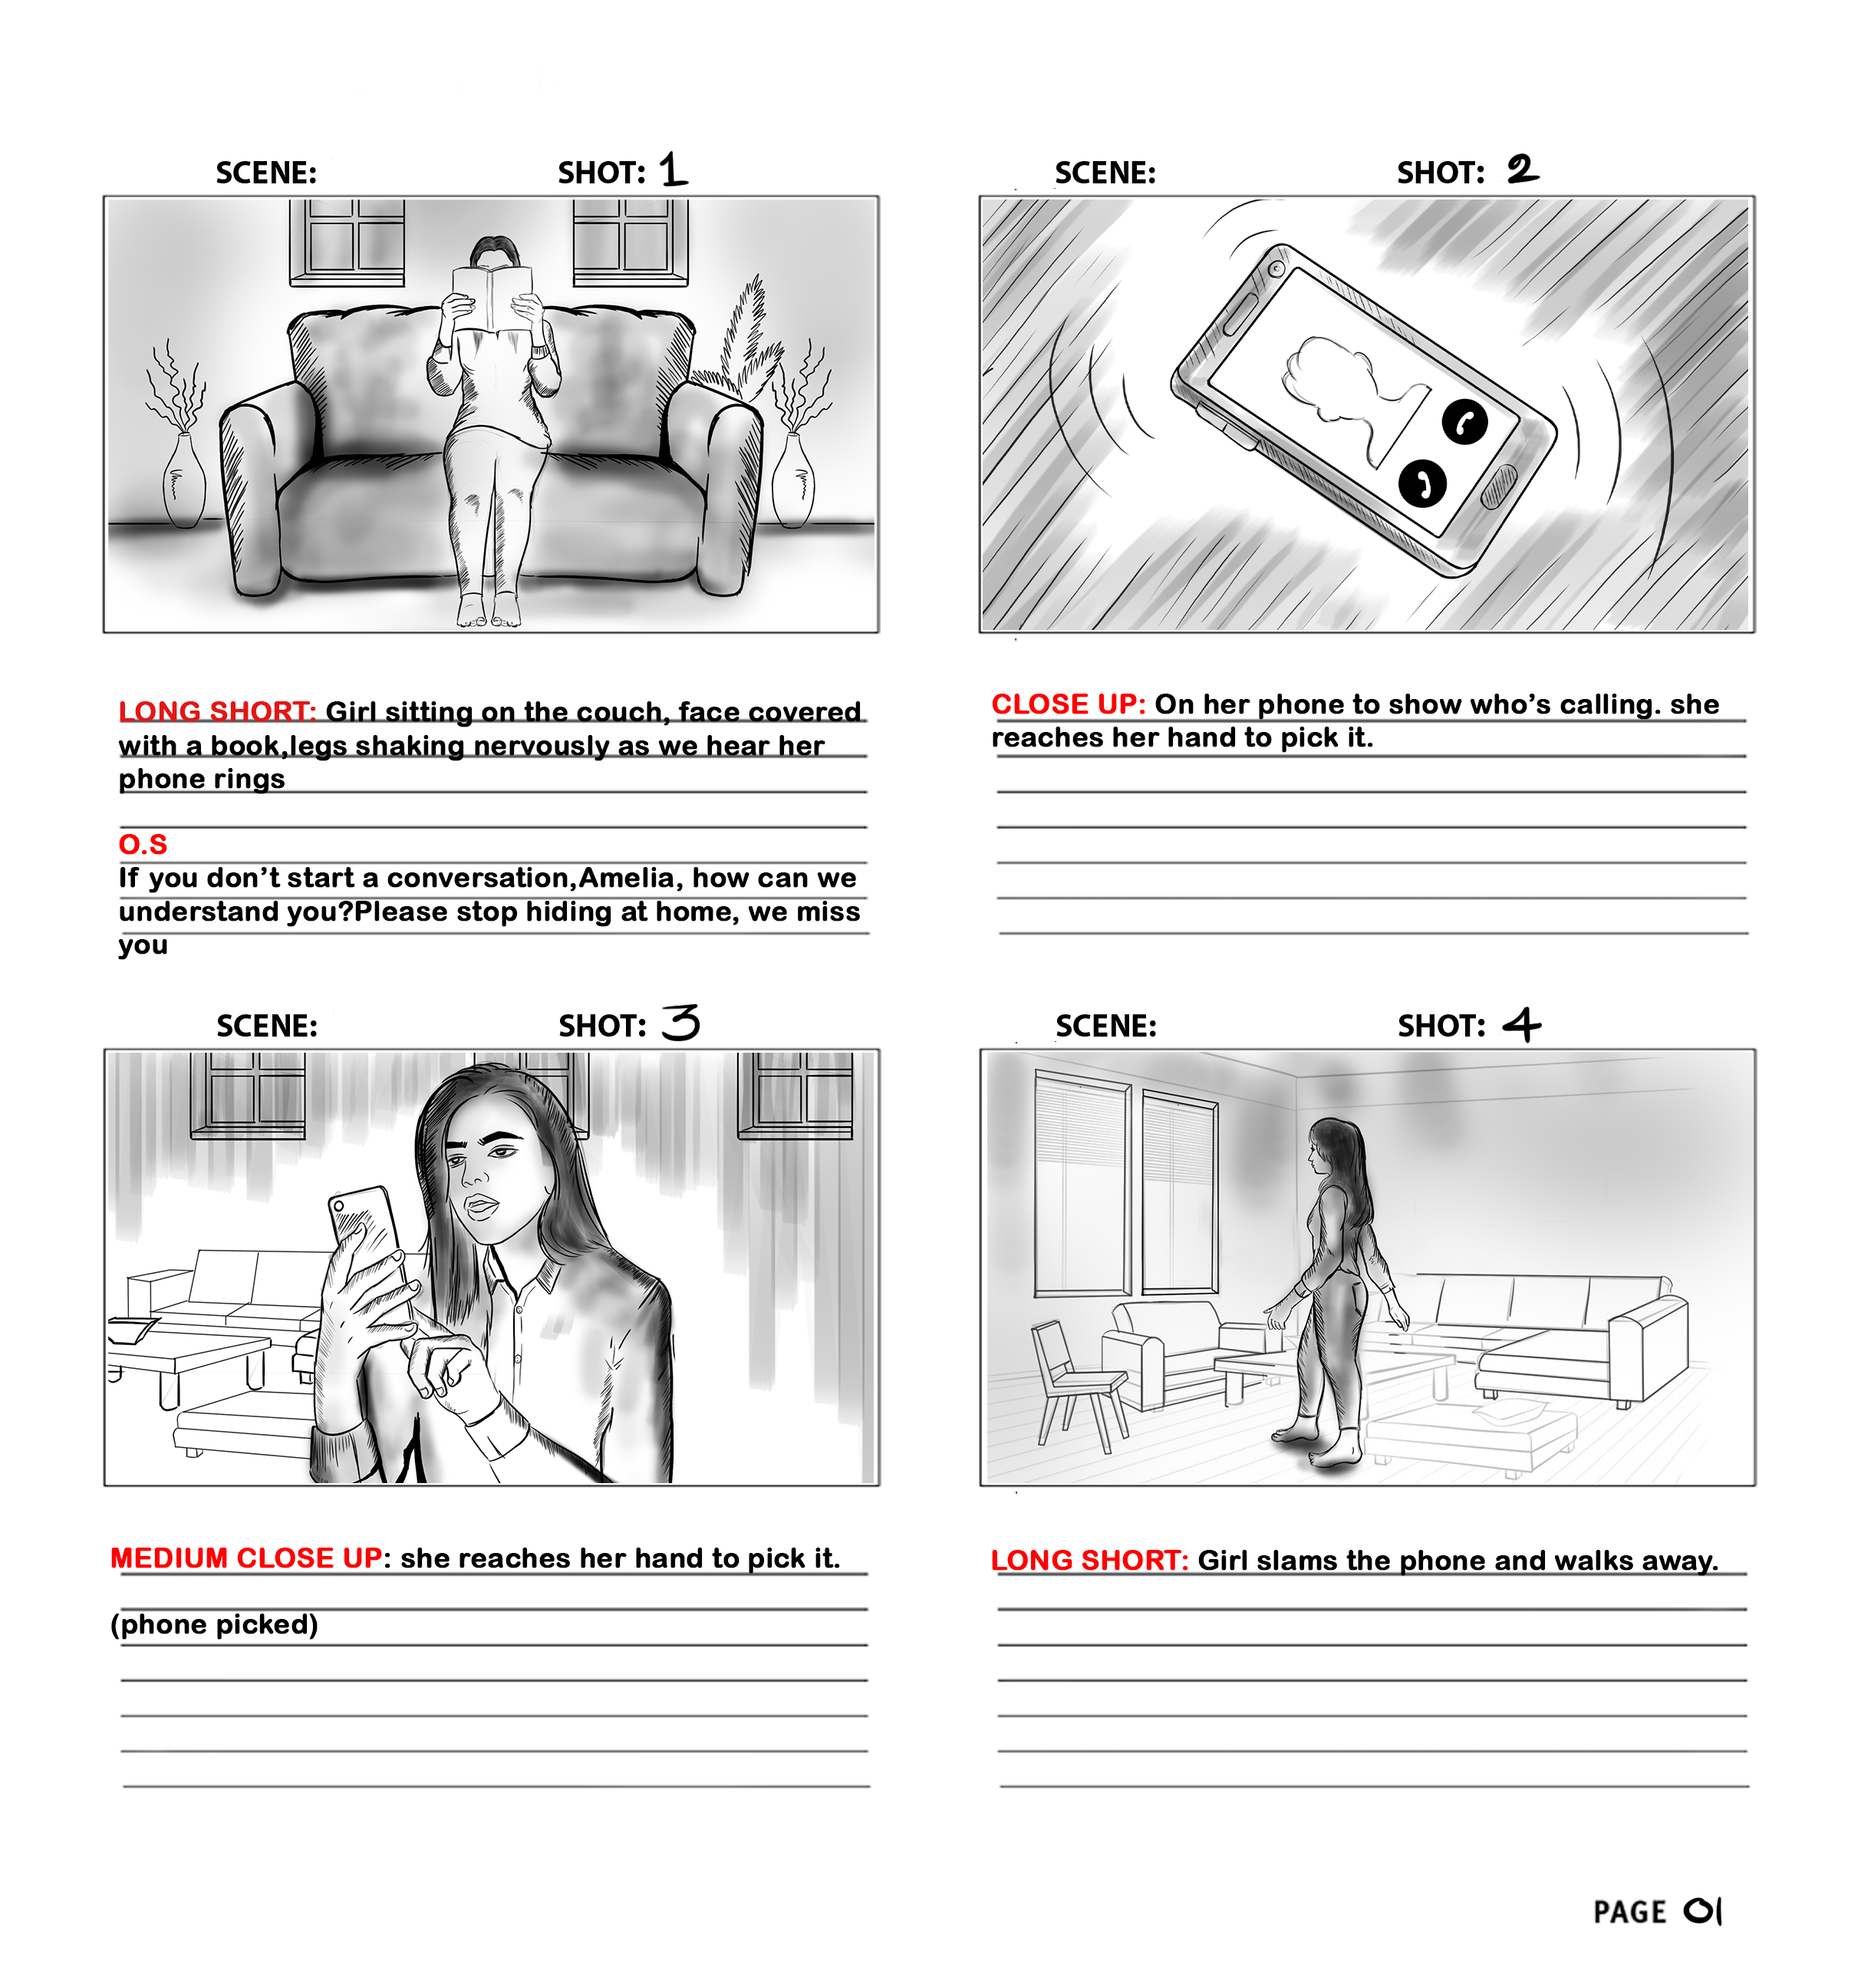 SCENE: SHOT: 1
LONG SHORT: Girl sitting on the couch, face covered
with a book,legs shaking nervously as we hear her
phone rings
O.S
If you don't start a conversation,Amelia, how can we
understand you?Please stop hiding at home, we miss
you
SCENE: SHOT: 2
CLOSE UP: On her phone to show who's calling. she
reaches her hand to pick it.
SCENE: SHOT: 3
MEDIUM CLOSE UP: she reaches her hand to pick it.
(phone picked)
SCENE: SHOT: 4
LONG SHORT: Girl slams the phone and walks away.
PAGE 01